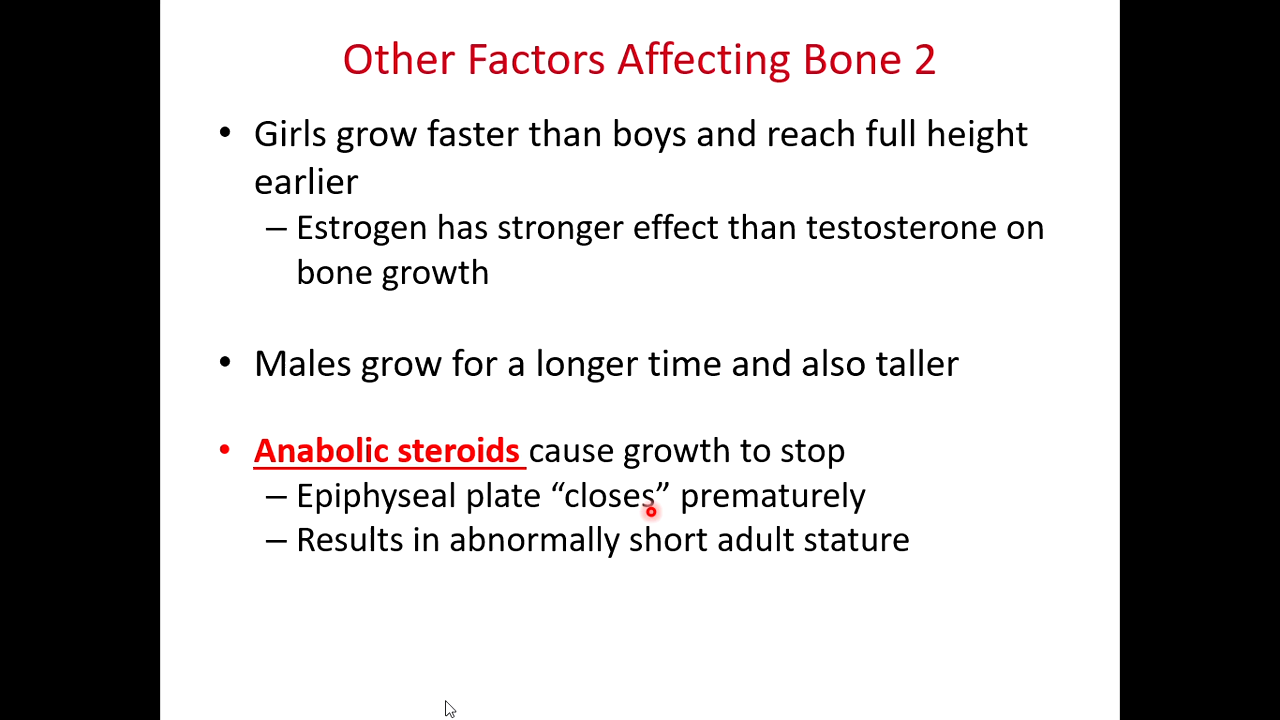 Other Factors Affecting Bone 2
• Girls grow faster than boys and reach full height
earlier
– Estrogen has stronger effect than testosterone on
bone growth
• Males grow for a longer time and also taller
• Anabolic steroids cause growth to stop
– Epiphyseal plate “closes” prematurely
– Results in abnormally short adult stature